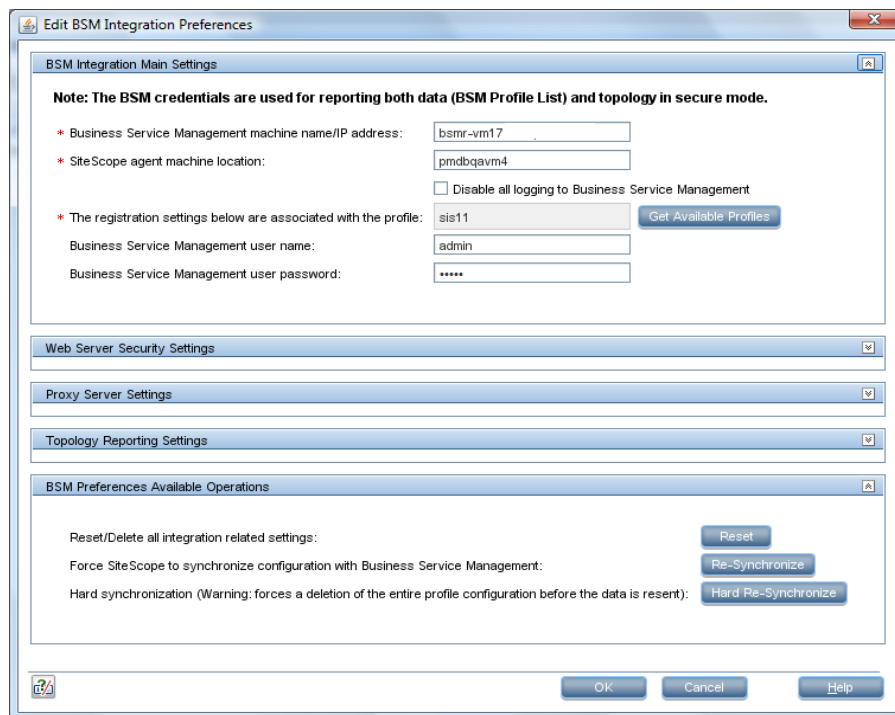 Edit BSM Integration Preferences
BSM Integration Main Settings
Note: The BSM credentials are used for reporting both data (BSM Profile List) and topology in secure mode.
* Business Service Management machine name/IP address: bsmr-vm17
* SiteScope agent machine location: pmdbqavm4
Disable all logging to Business Service Management
* The registration settings below are associated with the profile: sis11 Get Available Profiles
Business Service Management user name: admin
Business Service Management user password: •••••
Web Server Security Settings
Proxy Server Settings
Topology Reporting Settings
BSM Preferences Available Operations
Reset/Delete all integration related settings: Reset
Force SiteScope to synchronize configuration with Business Service Management: Re-Synchronize
Hard synchronization (Warning: forces a deletion of the entire profile configuration before the data is resent): Hard Re-Synchronize
OK Cancel Help